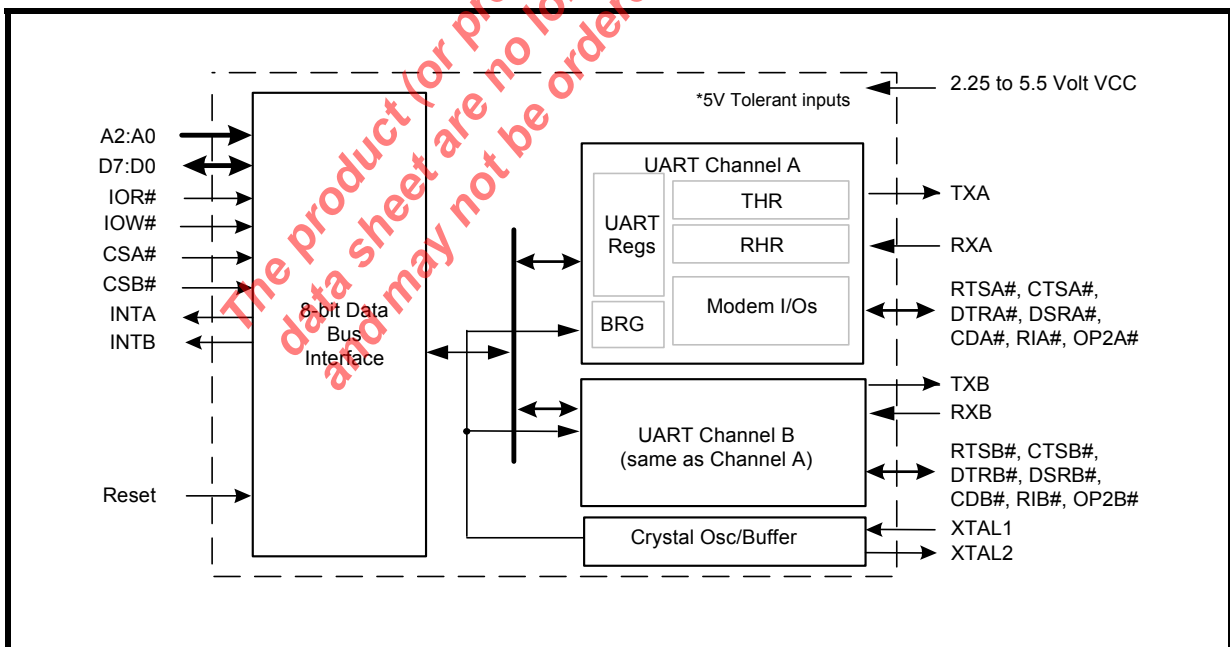 The product (or pro
data sheet are no lo
and may not be ordere
2.25 to 5.5 Volt VCC
*5V Tolerant inputs
A2:A0
D7:D0
IOR#
IOW#
CSA#
CSB#
INTA
INTB
Reset
8-bit Data
Bus
Interface
UART Channel A
UART
Regs
THR
RHR
BRG
Modem I/Os
TXA
RXA
RTSA#, CTSA#,
DTRA#, DSRA#,
CDA#, RIA#, OP2A#
UART Channel B
(same as Channel A)
TXB
RXB
RTSB#, CTSB#,
DTRB#, DSRB#,
CDB#, RIB#, OP2B#
Crystal Osc/Buffer
XTAL1
XTAL2